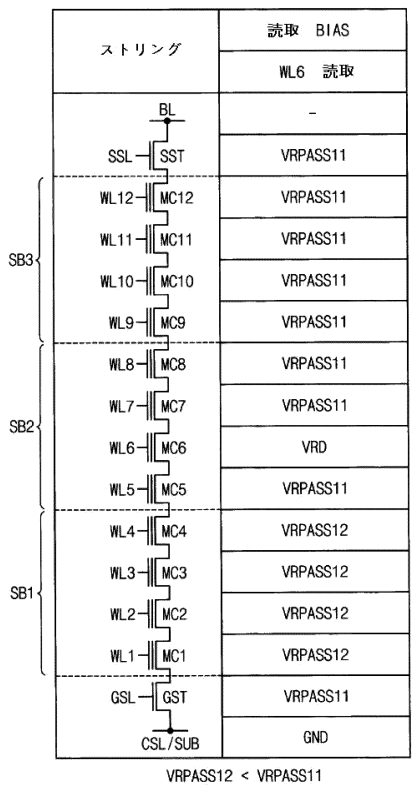 ストリング
読取 BIAS
WL6 読取
BL
-
SSL SST VRPASS11
WL12 MC12 VRPASS11
WL11 MC11 VRPASS11
SB3
WL10 MC10 VRPASS11
WL9 MC9 VRPASS11
WL8 MC8 VRPASS11
WL7 MC7 VRPASS11
SB2
WL6 MC6 VRD
WL5 MC5 VRPASS11
WL4 MC4 VRPASS12
WL3 MC3 VRPASS12
SB1
WL2 MC2 VRPASS12
WL1 MC1 VRPASS12
GSL GST VRPASS11
CSL/SUB GND
VRPASS12 < VRPASS11